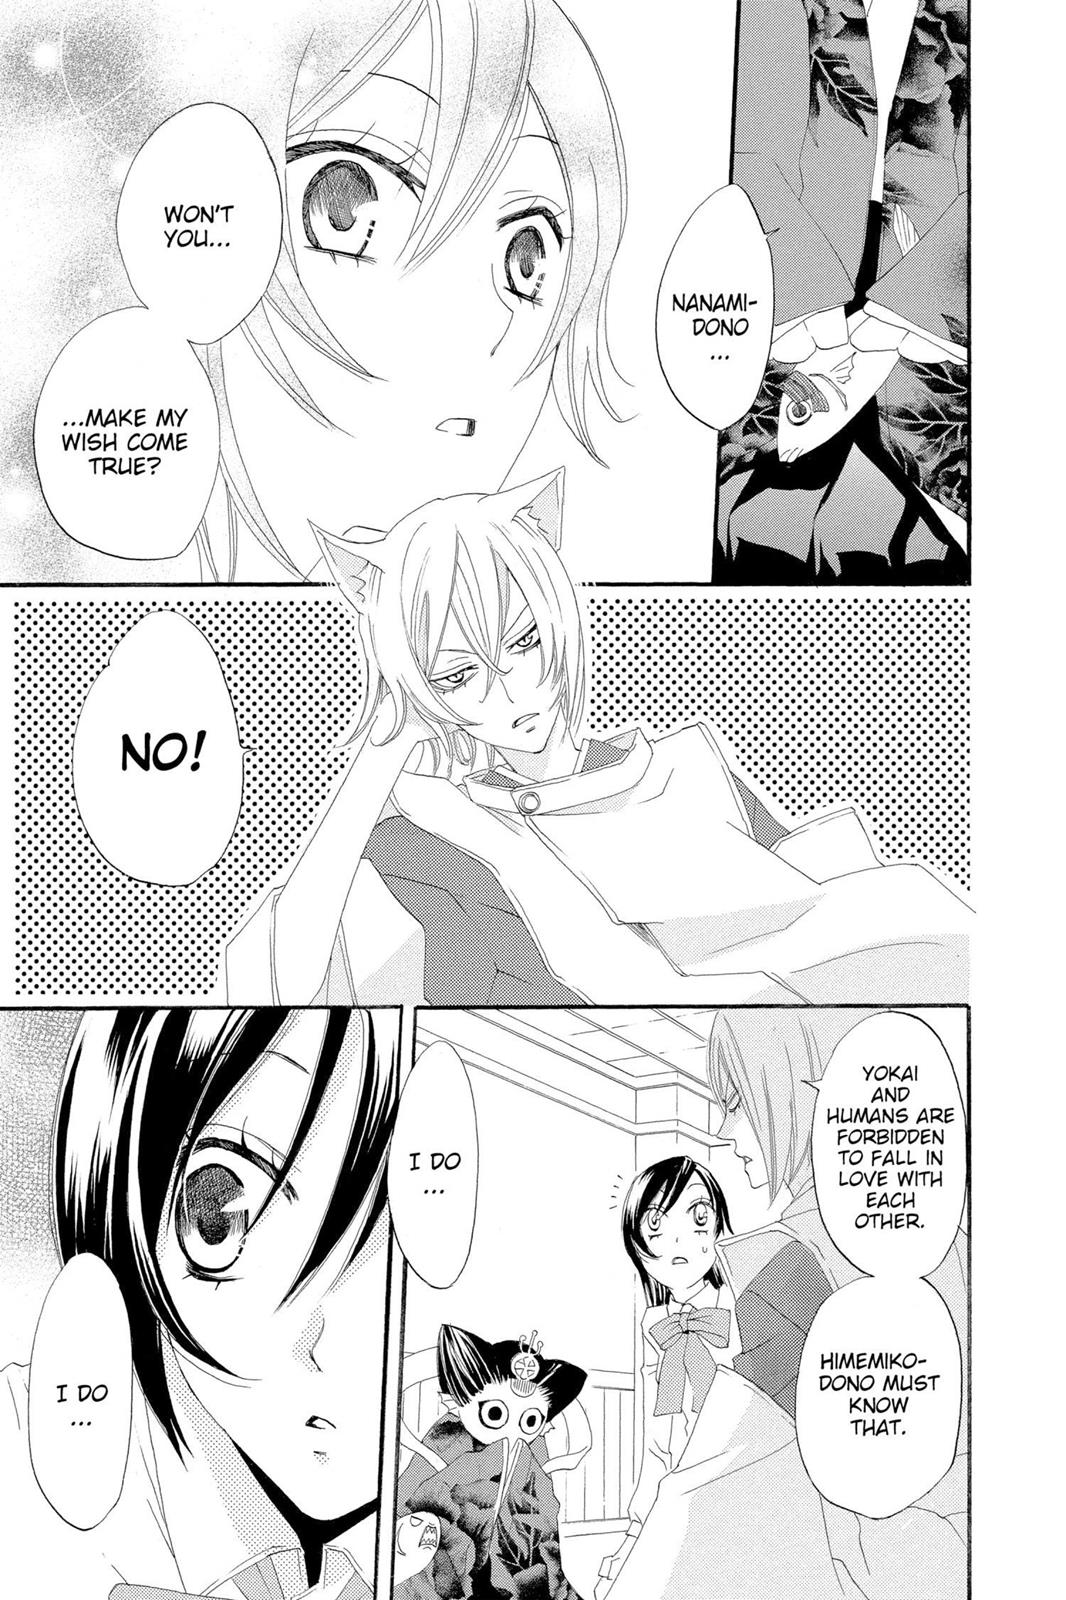 NANAMI-
DONO
...
WON'T
YOU...
...MAKE MY
WISH COME
TRUE?
NO!
YOKAI
AND
HUMANS ARE
FORBIDDEN
TO FALL IN
LOVE WITH
EACH
OTHER.
HIMEMIKO-
DONO MUST
KNOW
THAT.
I DO
...
I DO
...